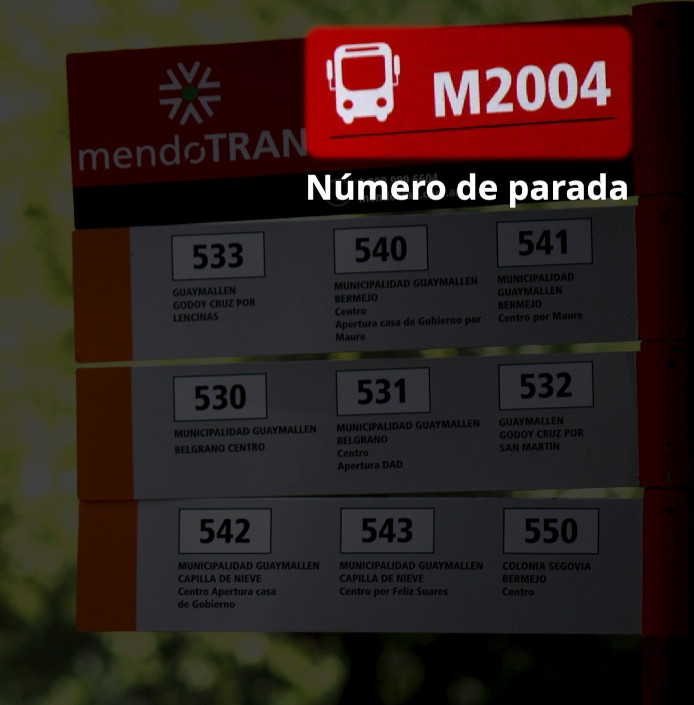 M2004
mendoTRAN
Número de parada
533
GUAYMALLEN
GODOY CRUZ POR
LENCINAS
540
MUNICIPALIDAD GUAYMALLEN
BERMEJO
Centro
Apertura casa de Gobierno por
Maure
541
MUNICIPALIDAD
GUAYMALLEN
BERMEJO
Centro por Maure
530
MUNICIPALIDAD GUAYMALLEN
BELGRANO CENTRO
531
MUNICIPALIDAD GUAYMALLEN
BELGRANO
Centro
Apertura DAD
532
GUAYMALLEN
GODOY CRUZ POR
SAN MARTIN
542
MUNICIPALIDAD GUAYMALLEN
CAPILLA DE NIEVE
Centro Apertura casa
de Gobierno
543
MUNICIPALIDAD GUAYMALLEN
CAPILLA DE NIEVE
Centro por Feliz Suares
550
COLONIA SEGOVIA
BERMEJO
Centro